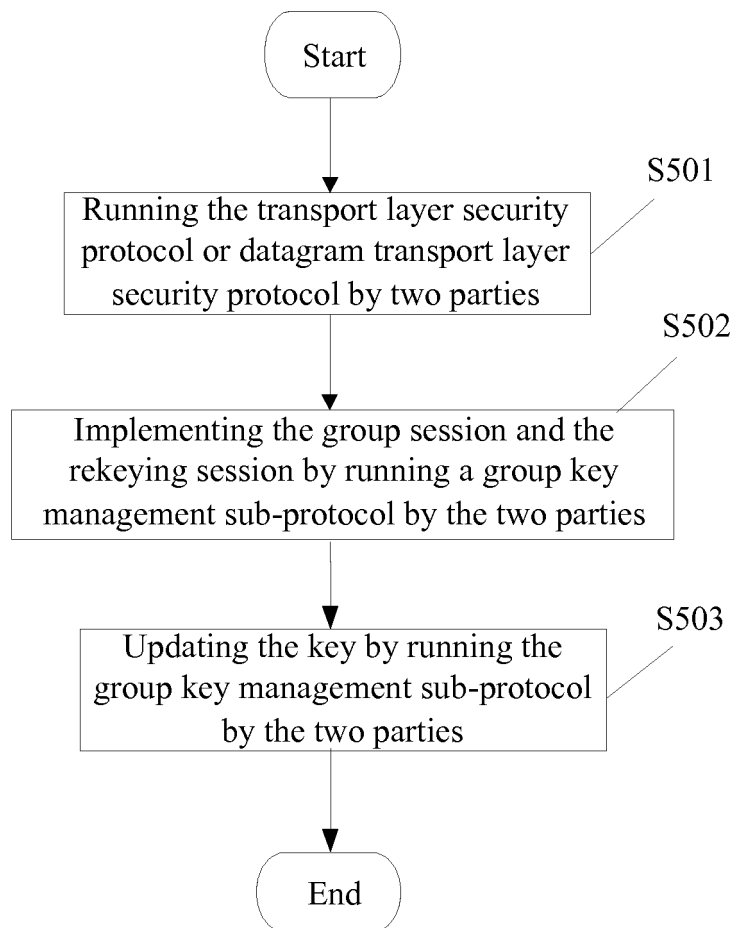 Start
S501
Running the transport layer security
protocol or datagram transport layer
security protocol by two parties
S502
Implementing the group session and the
rekeying session by running a group key
management sub-protocol by the two parties
S503
Updating the key by running the
group key management sub-protocol
by the two parties
End